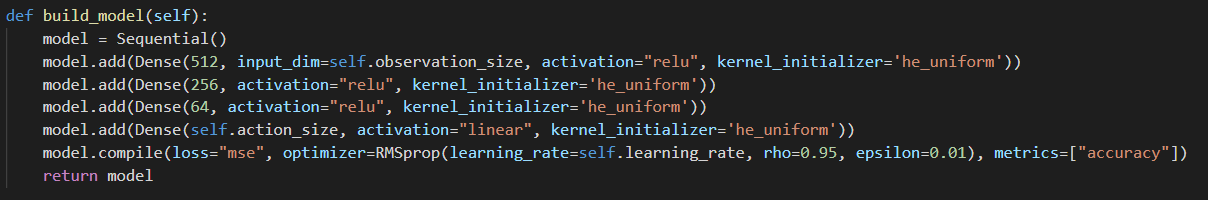 def build_model(self):
    model = Sequential()
    model.add(Dense(512, input_dim=self.observation_size, activation="relu", kernel_initializer='he_uniform'))
    model.add(Dense(256, activation="relu", kernel_initializer='he_uniform'))
    model.add(Dense(64, activation="relu", kernel_initializer='he_uniform'))
    model.add(Dense(self.action_size, activation="linear", kernel_initializer='he_uniform'))
    model.compile(loss="mse", optimizer=RMSprop(learning_rate=self.learning_rate, rho=0.95, epsilon=0.01), metrics=["accuracy"])
    return model